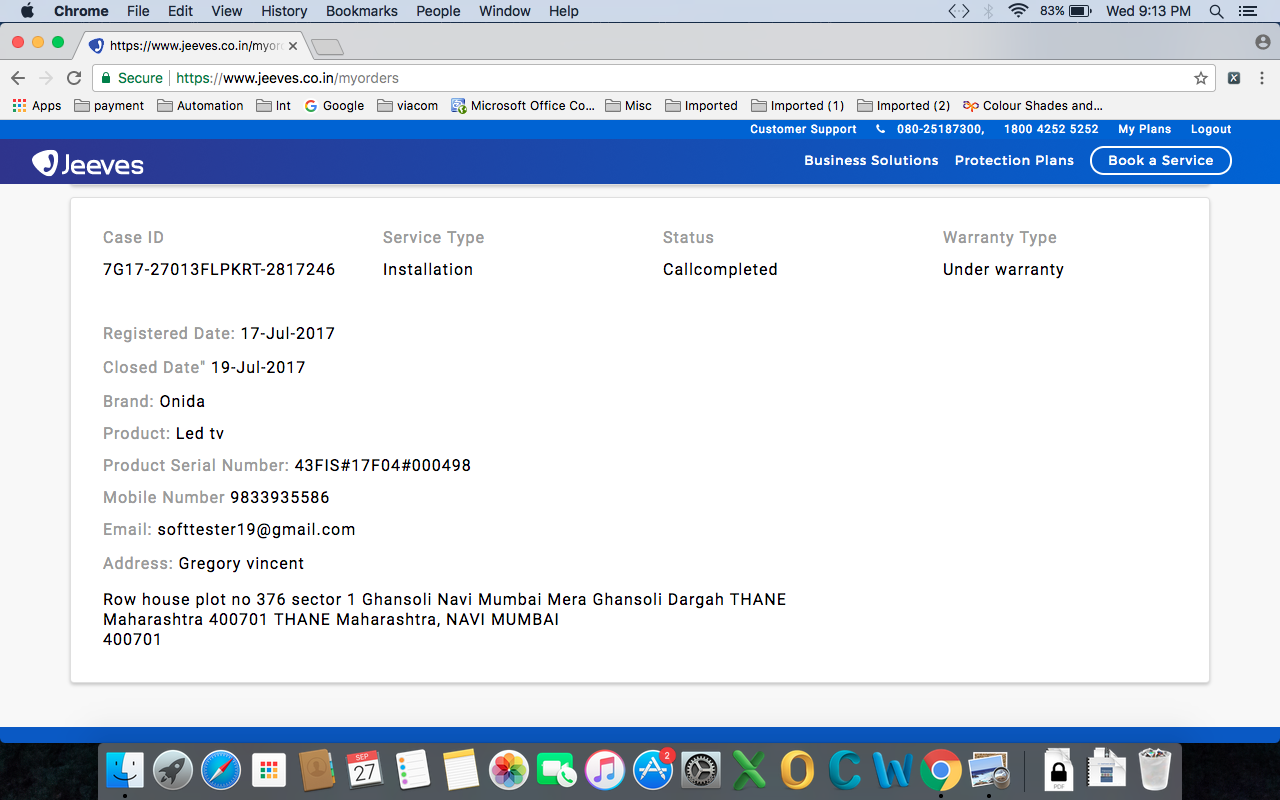 Chrome File Edit View History Bookmarks People Window Help 83% Wed 9:13 PM
https://www.jeeves.co.in/myor
Secure https://www.jeeves.co.in/myorders
Apps payment Automation Int Google viacom Microsoft Office Co... Misc Imported Imported (1) Imported (2) Colour Shades and...
Customer Support 080-25187300, 1800 4252 5252 My Plans Logout
Jeeves Business Solutions Protection Plans Book a Service
Case ID Service Type Status Warranty Type
7G17-27013FLPKRT-2817246 Installation Callcompleted Under warranty
Registered Date: 17-Jul-2017
Closed Date" 19-Jul-2017
Brand: Onida
Product: Led tv
Product Serial Number: 43FIS#17F04#000498
Mobile Number 9833935586
Email: softtester19@gmail.com
Address: Gregory vincent
Row house plot no 376 sector 1 Ghansoli Navi Mumbai Mera Ghansoli Dargah THANE
Maharashtra 400701 THANE Maharashtra, NAVI MUMBAI
400701
SEP
27
2
PDF